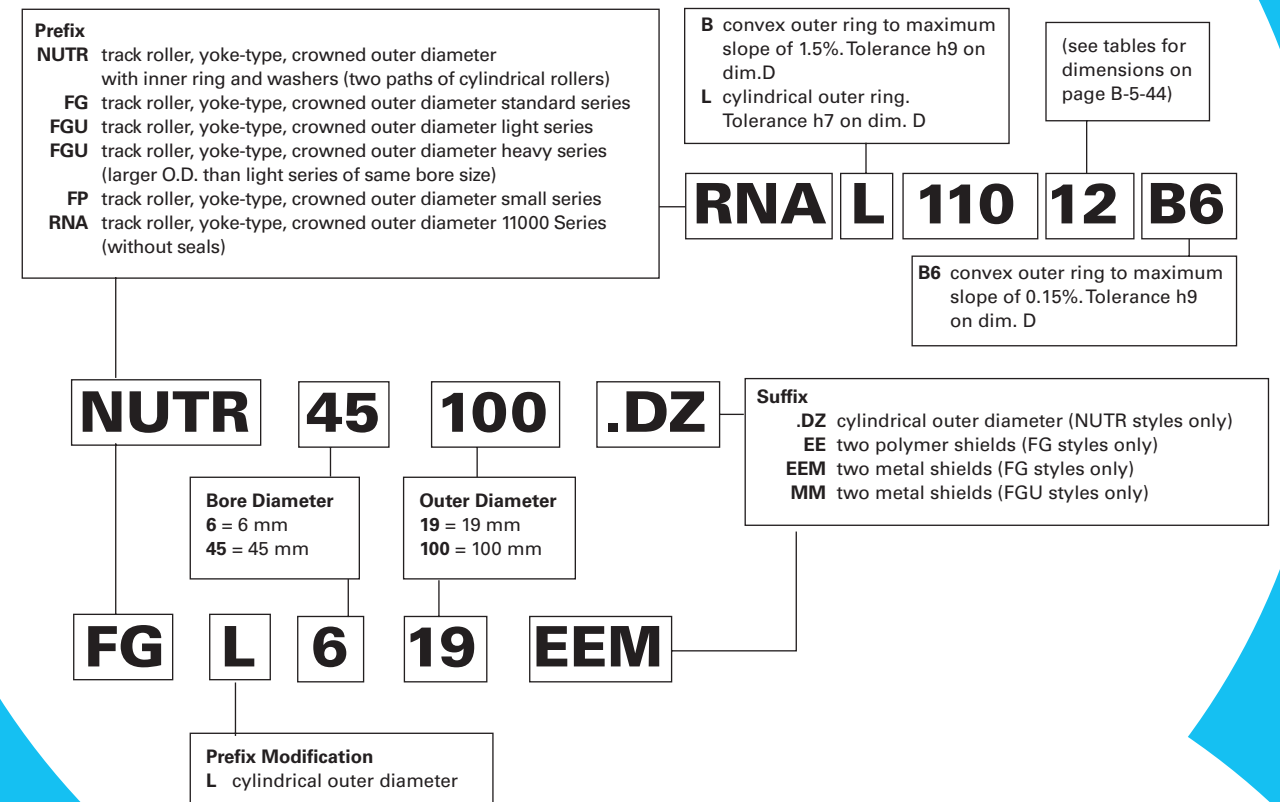 Prefix
NUTR track roller, yoke-type, crowned outer diameter
with inner ring and washers (two paths of cylindrical rollers)
FG track roller, yoke-type, crowned outer diameter standard series
FGU track roller, yoke-type, crowned outer diameter light series
FGU track roller, yoke-type, crowned outer diameter heavy series
(larger O.D. than light series of same bore size)
FP track roller, yoke-type, crowned outer diameter small series
RNA track roller, yoke-type, crowned outer diameter 11000 Series
(without seals)
B convex outer ring to maximum
slope of 1.5%. Tolerance h9 on
dim.D
L cylindrical outer ring.
Tolerance h7 on dim. D
(see tables for
dimensions on
page B-5-44)
RNA L 110 12 B6
B6 convex outer ring to maximum
slope of 0.15%. Tolerance h9
on dim. D
NUTR 45 100 .DZ
Suffix
.DZ cylindrical outer diameter (NUTR styles only)
EE two polymer shields (FG styles only)
EEM two metal shields (FG styles only)
MM two metal shields (FGU styles only)
Bore Diameter
6 = 6 mm
45 = 45 mm
Outer Diameter
19 = 19 mm
100 = 100 mm
FG L 6 19 EEM
Prefix Modification
L cylindrical outer diameter